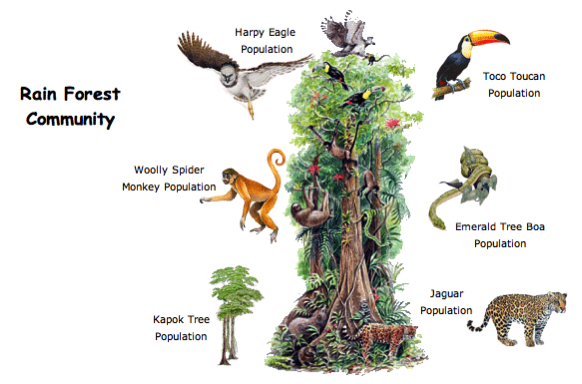 Rain Forest
Community
Harpy Eagle
Population
Toco Toucan
Population
Woolly Spider
Monkey Population
Emerald Tree Boa
Population
Kapok Tree
Population
Jaguar
Population